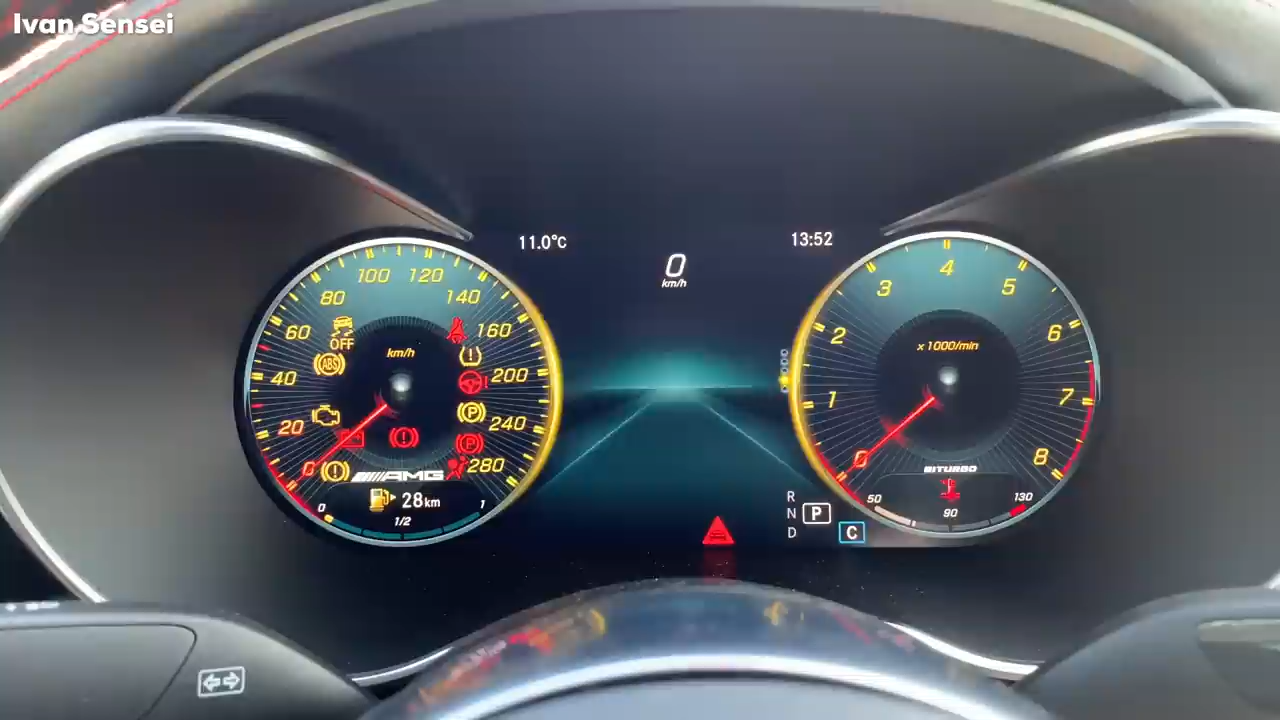 Ivan Sensei
11.0°C
13:52
0
km/h
0
20
40
60
80
100
120
140
160
200
240
280
km/h
OFF
ABS
P
P
AMG
28km
0
1/2
1
0
1
2
3
4
5
6
7
8
x 1000/min
BITURBO
50
90
130
R
N
D
P
C